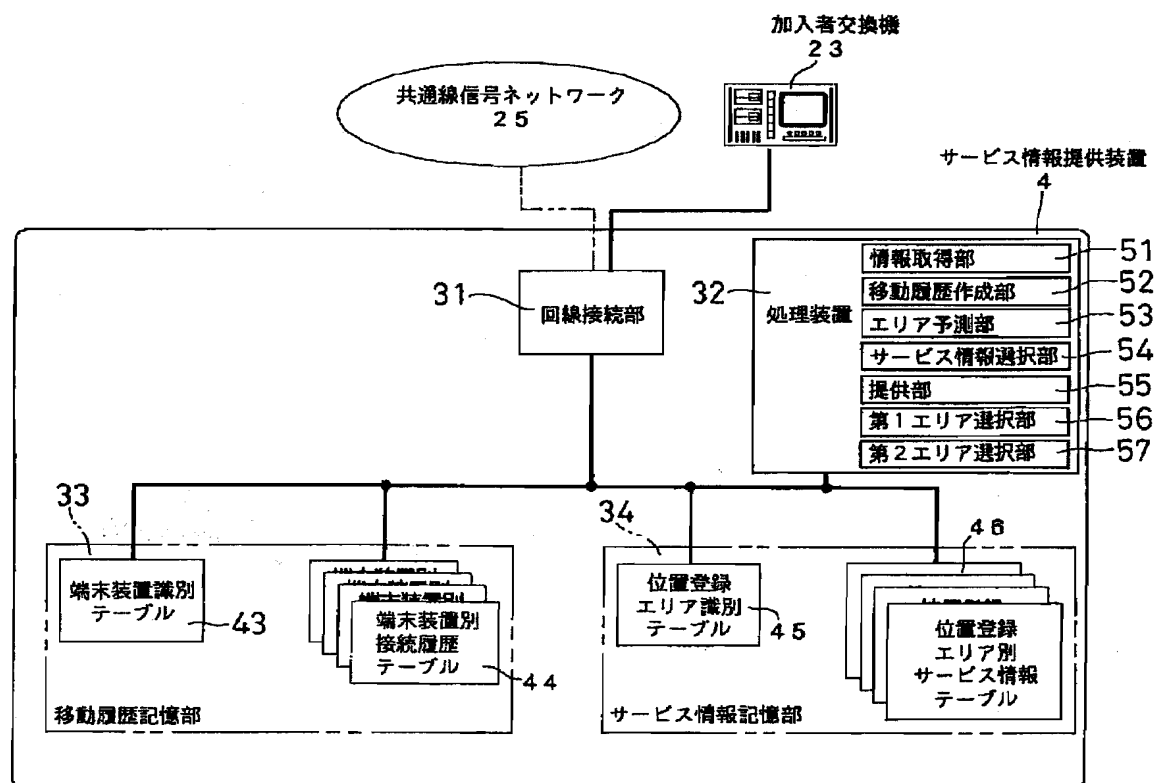 加入者交換機
23
共通線信号ネットワーク
25
サービス情報提供装置
4
31
回線接続部
32
処理装置
情報取得部
51
移動履歴作成部
52
エリア予測部
53
サービス情報選択部
54
提供部
55
第1エリア選択部
56
第2エリア選択部
57
33
端末装置識別
テーブル
43
端末装置別
接続履歴
テーブル
44
移動履歴記憶部
34
位置登録
エリア識別
テーブル
45
46
位置登録
エリア別
サービス情報
テーブル
サービス情報記憶部